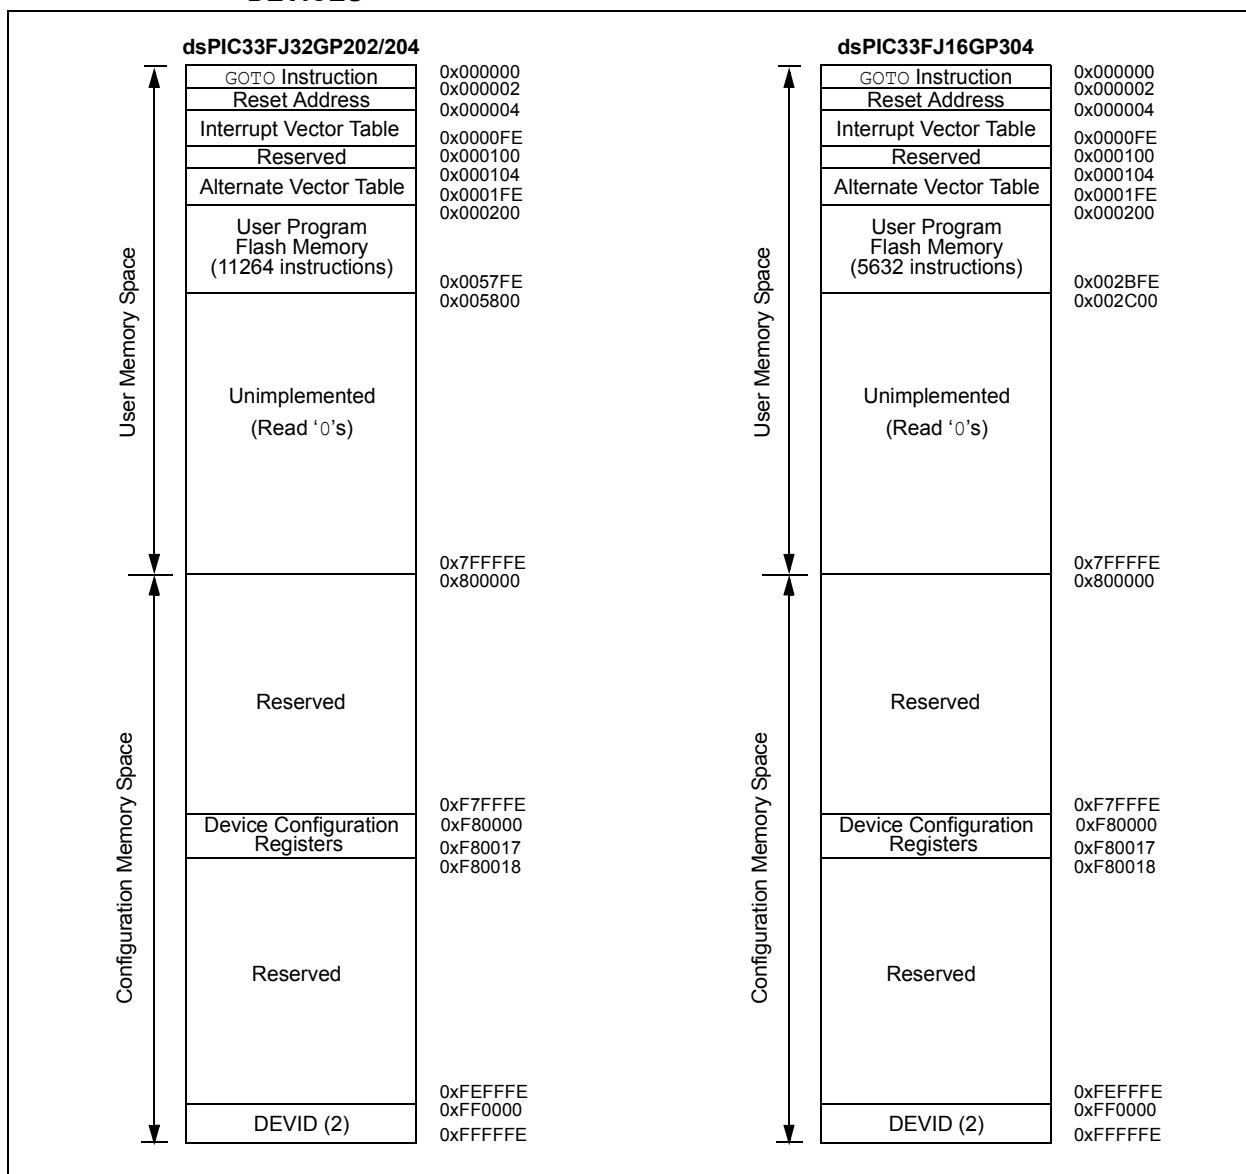 dsPIC33FJ32GP202/204
GOTO Instruction
0x000000
Reset Address
0x000002
0x000004
Interrupt Vector Table
0x0000FE
Reserved
0x000100
0x000104
Alternate Vector Table
0x0001FE
0x000200
User Program
Flash Memory
(11264 instructions)
0x0057FE
0x005800
User Memory Space
Unimplemented
(Read ‘0’s)
0x7FFFFE
0x800000
Reserved
Configuration Memory Space
0xF7FFFE
Device Configuration
Registers
0xF80000
0xF80017
0xF80018
Reserved
0xFEFFFE
0xFF0000
DEVID (2)
0xFFFFFE
dsPIC33FJ16GP304
GOTO Instruction
0x000000
Reset Address
0x000002
0x000004
Interrupt Vector Table
0x0000FE
Reserved
0x000100
0x000104
Alternate Vector Table
0x0001FE
0x000200
User Program
Flash Memory
(5632 instructions)
0x002BFE
0x002C00
User Memory Space
Unimplemented
(Read ‘0’s)
0x7FFFFE
0x800000
Reserved
Configuration Memory Space
0xF7FFFE
Device Configuration
Registers
0xF80000
0xF80017
0xF80018
Reserved
0xFEFFFE
0xFF0000
DEVID (2)
0xFFFFFE